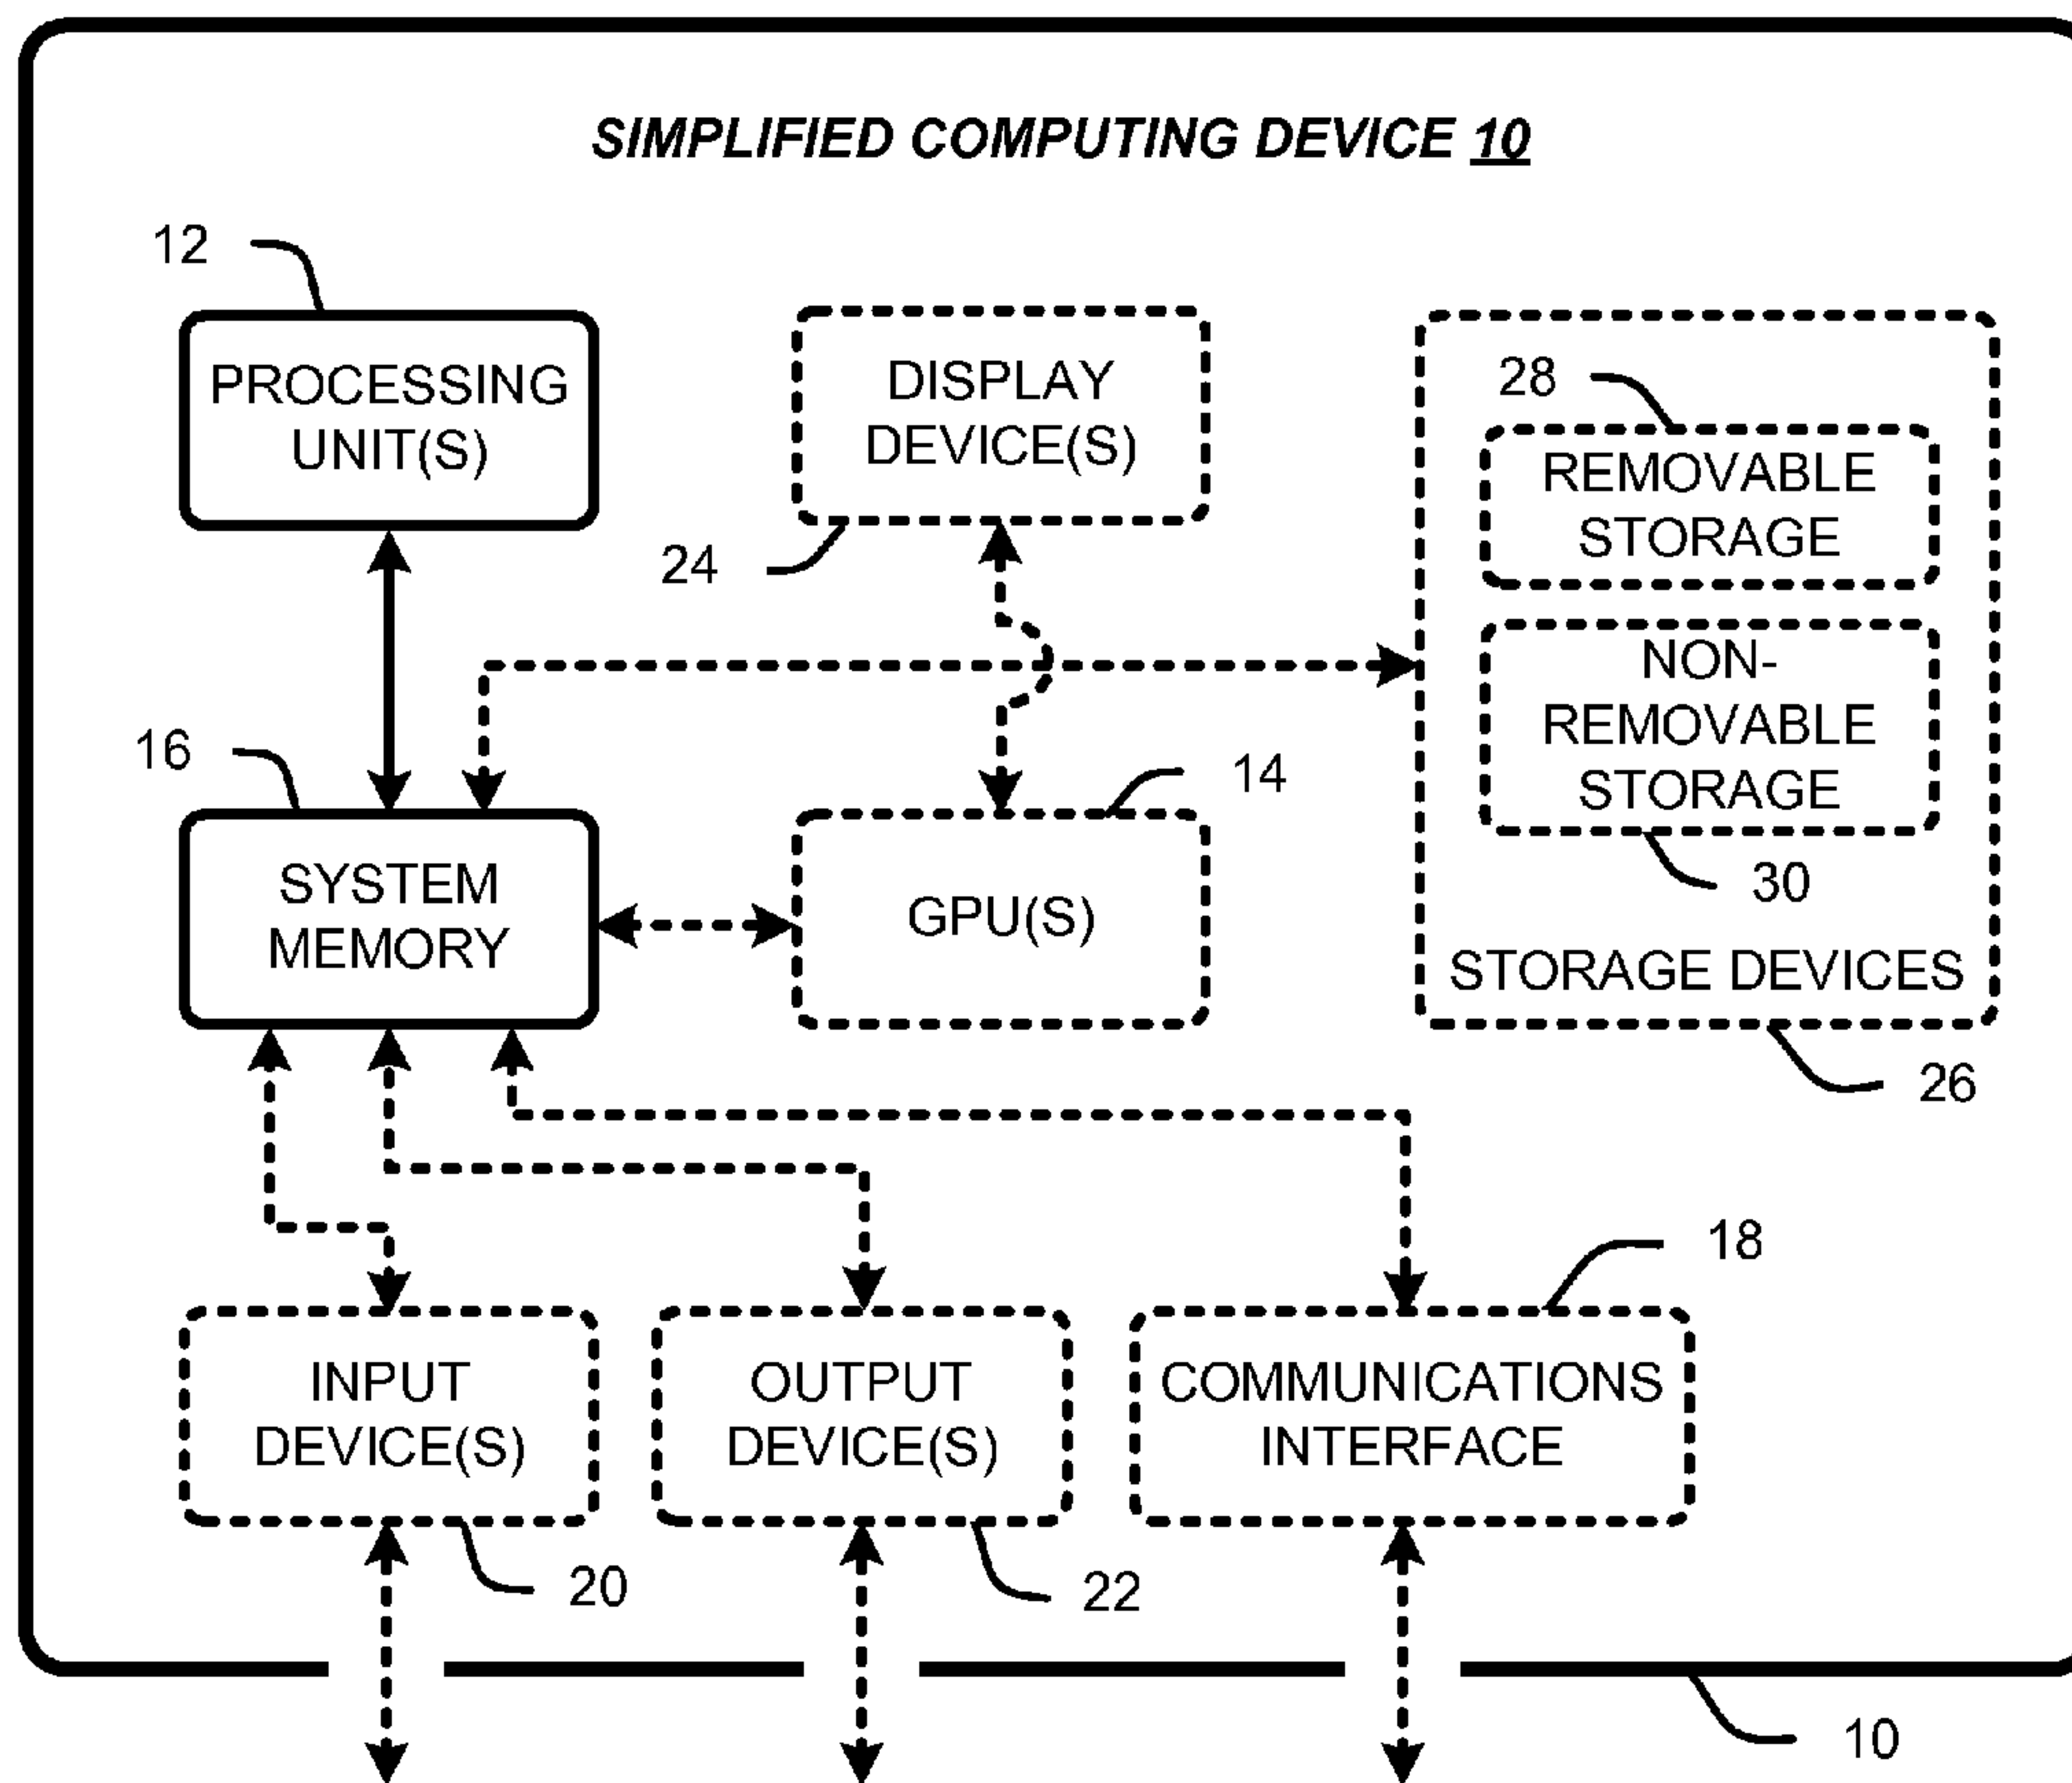 SIMPLIFIED COMPUTING DEVICE 10
12
PROCESSING
UNIT(S)
DISPLAY
DEVICE(S)
24
28
REMOVABLE
STORAGE
NON-
REMOVABLE
STORAGE
30
STORAGE DEVICES
26
16
SYSTEM
MEMORY
14
GPU(S)
18
INPUT
DEVICE(S)
20
OUTPUT
DEVICE(S)
22
COMMUNICATIONS
INTERFACE
10